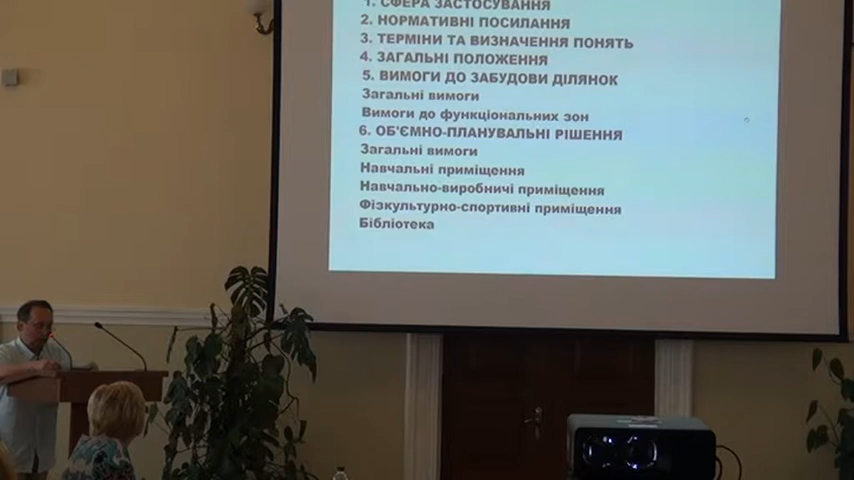 1. СФЕРА ЗАСТОСУВАННЯ
2. НОРМАТИВНІ ПОСИЛАННЯ
3. ТЕРМІНИ ТА ВИЗНАЧЕННЯ ПОНЯТЬ
4. ЗАГАЛЬНІ ПОЛОЖЕННЯ
5. ВИМОГИ ДО ЗАБУДОВИ ДІЛЯНОК
Загальні вимоги
Вимоги до функціональних зон
6. ОБ'ЄМНО-ПЛАНУВАЛЬНІ РІШЕННЯ
Загальні вимоги
Навчальні приміщення
Навчально-виробничі приміщення
Фізкультурно-спортивні приміщення
Бібліотека